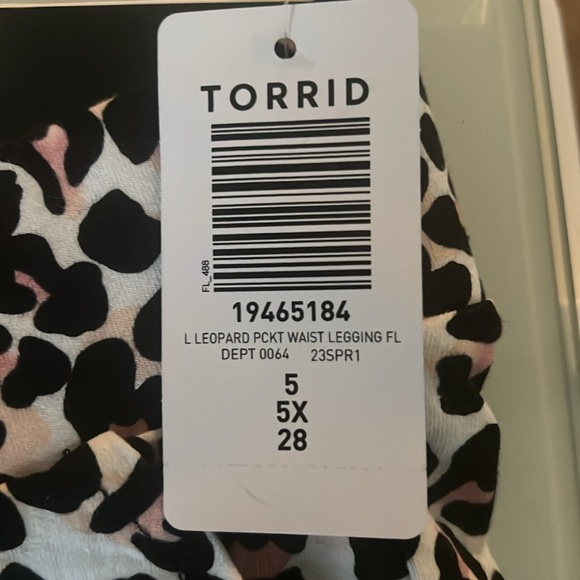 TORRID
FL_488
19465184
L LEOPARD PCKT WAIST LEGGING FL
DEPT 0064 23SPR1
5
5X
28